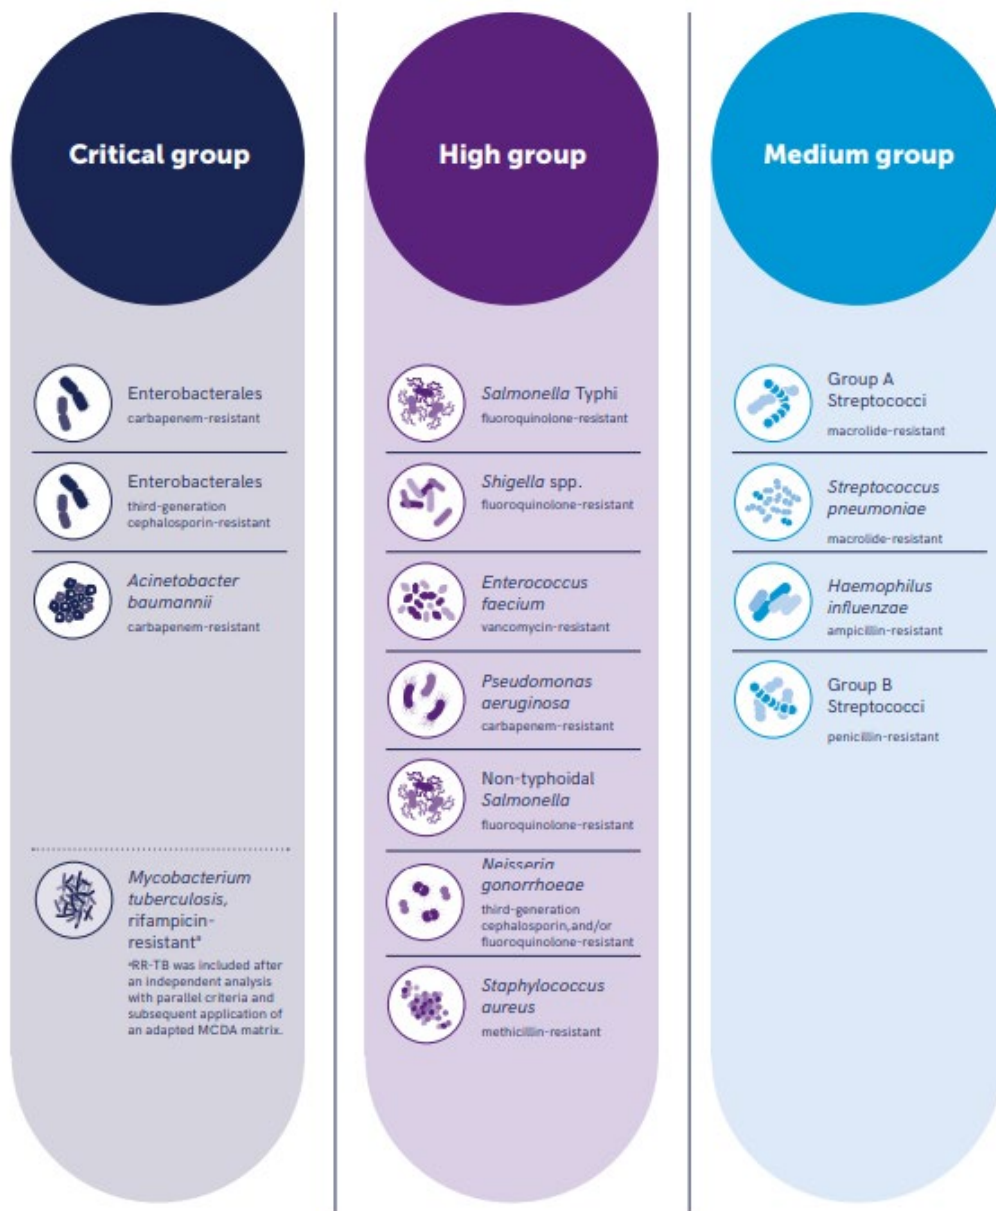 Critical group
Enterobacterales
carbapenem-resistant
Enterobacterales
third-generation
cephalosporin-resistant
Acinetobacter
baumannii
carbapenem-resistant
Mycobacterium
tuberculosis,
rifampicin-
resistantᵃ
ᵃRR-TB was included after
an independent analysis
with parallel criteria and
subsequent application of
an adapted MCDA matrix.
High group
Salmonella Typhi
fluoroquinolone-resistant
Shigella spp.
fluoroquinolone-resistant
Enterococcus
faecium
vancomycin-resistant
Pseudomonas
aeruginosa
carbapenem-resistant
Non-typhoidal
Salmonella
fluoroquinolone-resistant
Neisseria
gonorrhoeae
third-generation
cephalosporin,and/or
fluoroquinolone-resistant
Staphylococcus
aureus
methicillin-resistant
Medium group
Group A
Streptococci
macrolide-resistant
Streptococcus
pneumoniae
macrolide-resistant
Haemophilus
influenzae
ampicillin-resistant
Group B
Streptococci
penicillin-resistant